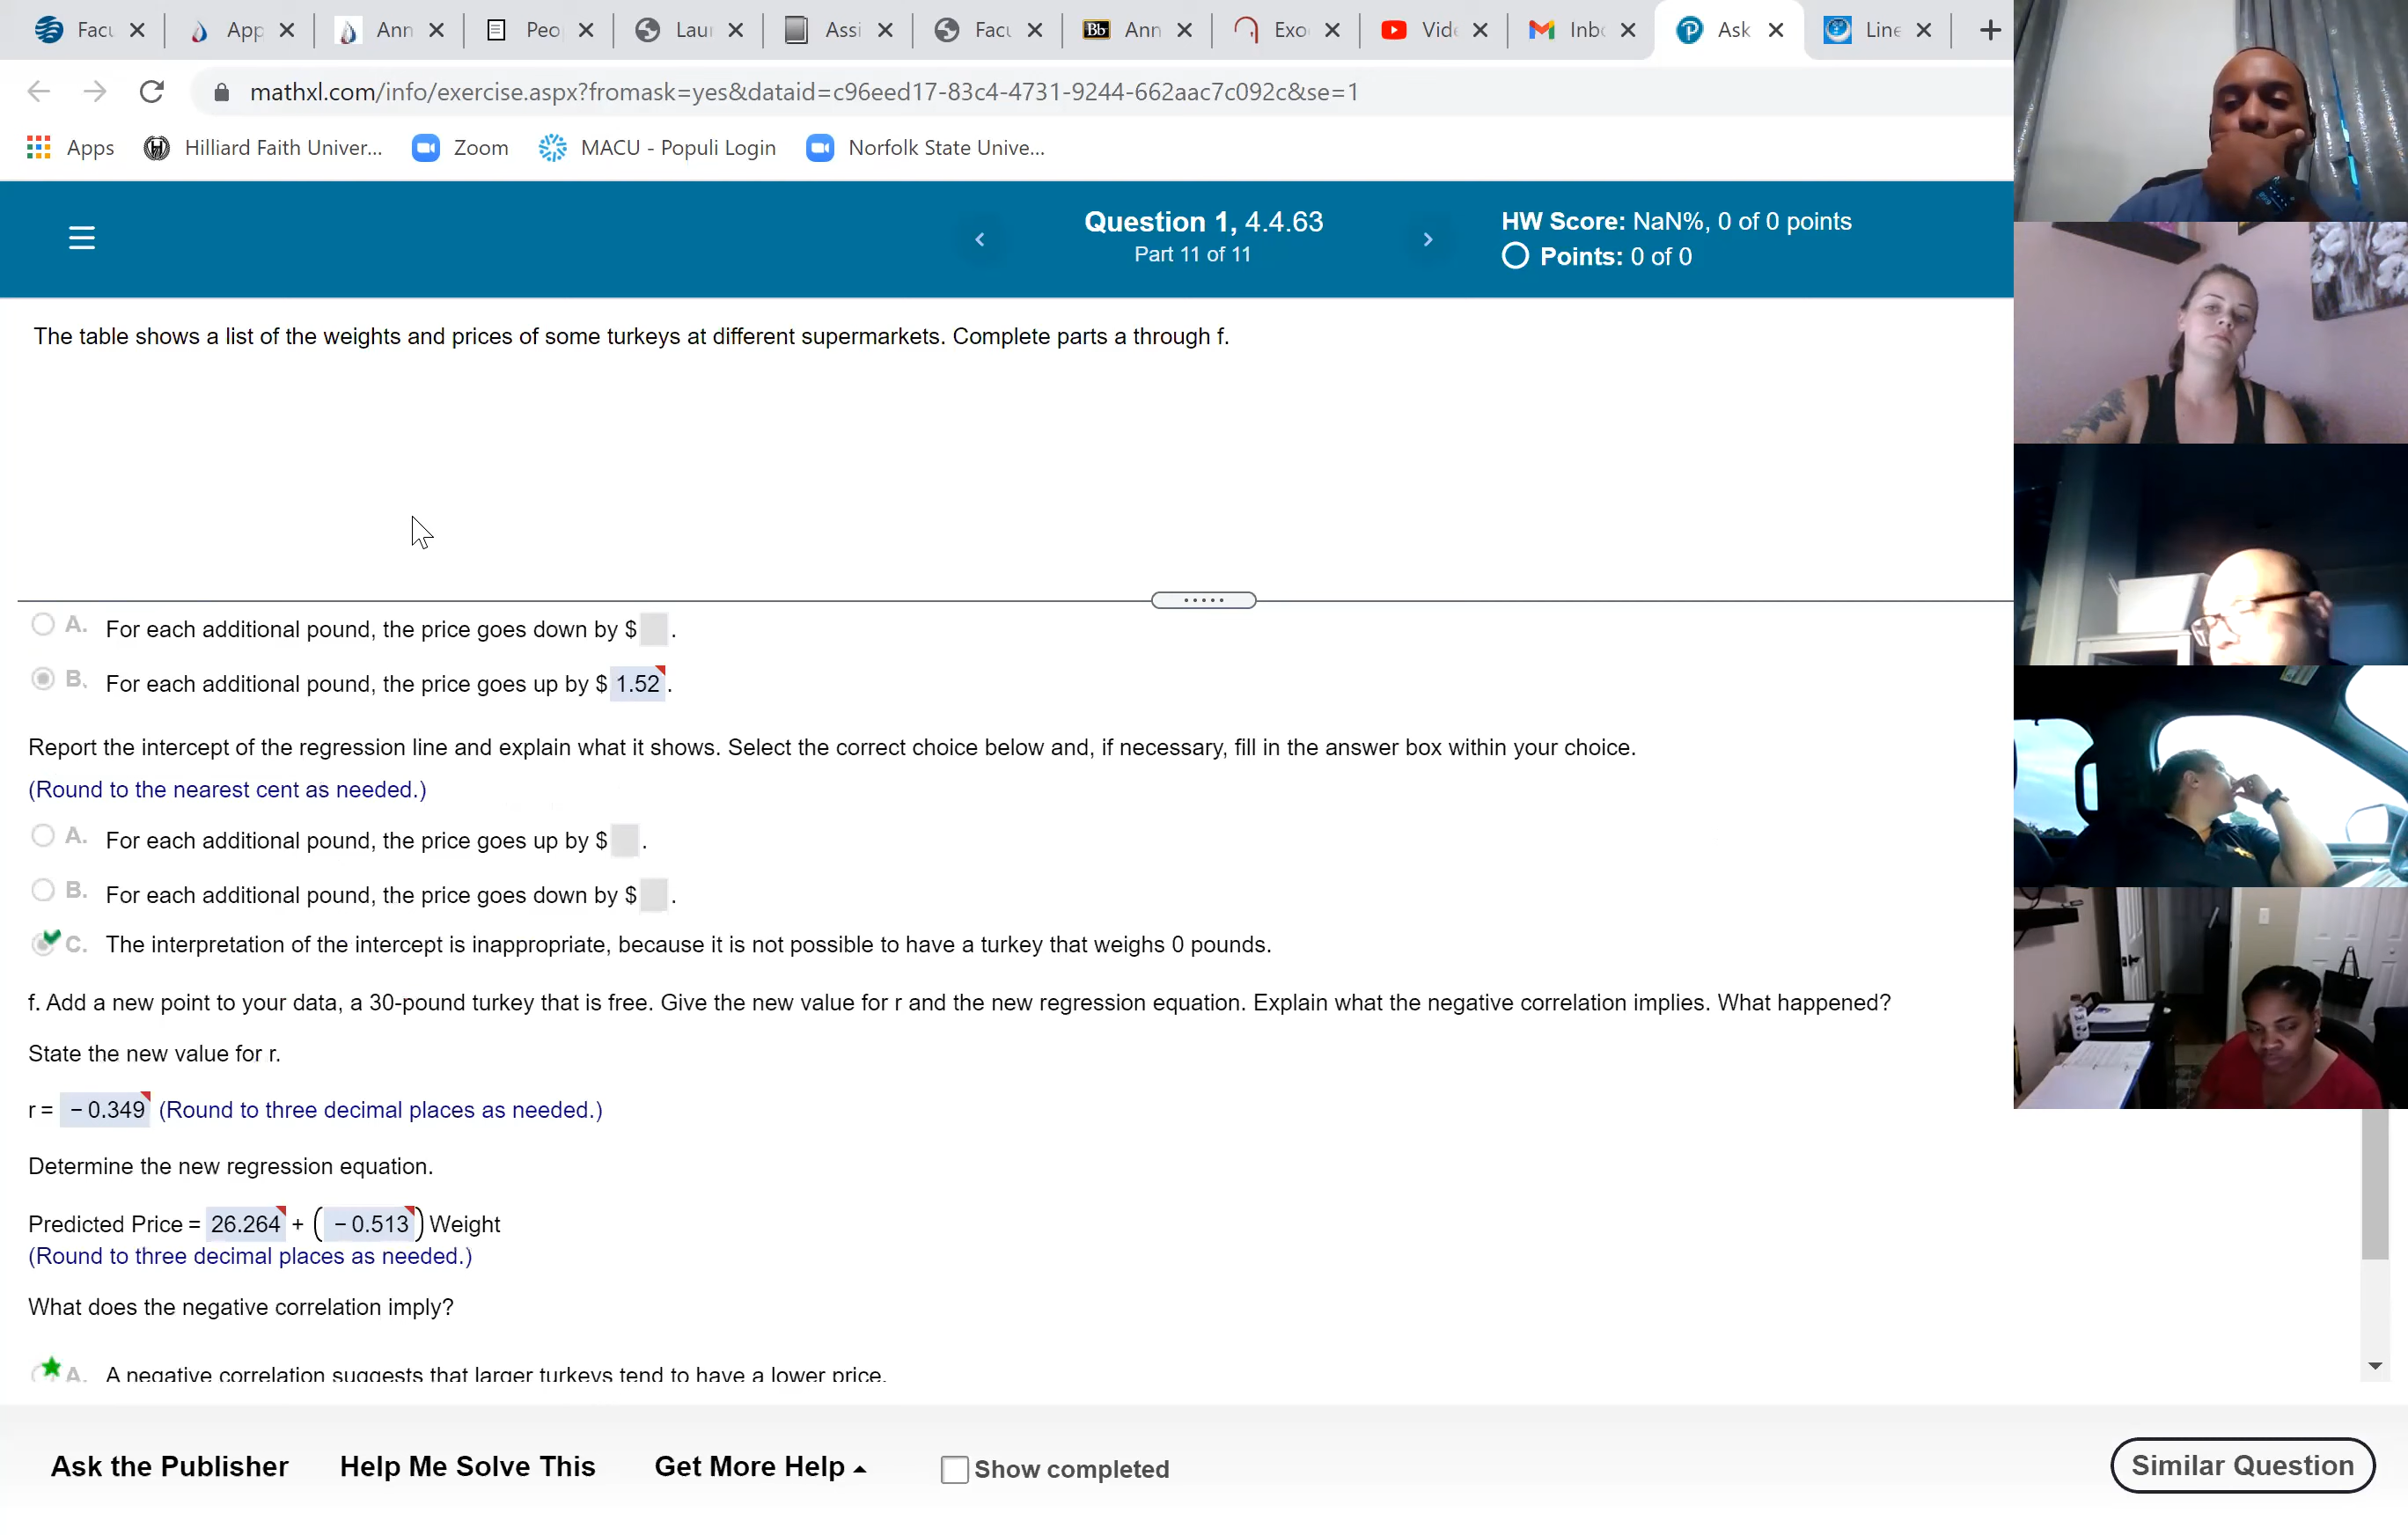 Facu
App
Ann
Peo
Laun
Assi
Facu
Bb
Ann
Exo
Vide
Inbo
Ask
Line
mathxl.com/info/exercise.aspx?fromask=yes&dataid=c96eed17-83c4-4731-9244-662aac7c092c&se=1
Apps
Hilliard Faith Univer...
Zoom
MACU - Populi Login
Norfolk State Unive...
Question 1, 4.4.63
Part 11 of 11
HW Score: NaN%, 0 of 0 points
Points: 0 of 0
The table shows a list of the weights and prices of some turkeys at different supermarkets. Complete parts a through f.
A. For each additional pound, the price goes down by $ .
B. For each additional pound, the price goes up by $ 1.52 .
Report the intercept of the regression line and explain what it shows. Select the correct choice below and, if necessary, fill in the answer box within your choice.
(Round to the nearest cent as needed.)
A. For each additional pound, the price goes up by $ .
B. For each additional pound, the price goes down by $ .
C. The interpretation of the intercept is inappropriate, because it is not possible to have a turkey that weighs 0 pounds.
f. Add a new point to your data, a 30-pound turkey that is free. Give the new value for r and the new regression equation. Explain what the negative correlation implies. What happened?
State the new value for r.
r = − 0.349 (Round to three decimal places as needed.)
Determine the new regression equation.
Predicted Price = 26.264 + ( − 0.513 ) Weight
(Round to three decimal places as needed.)
What does the negative correlation imply?
A. A negative correlation suggests that larger turkeys tend to have a lower price.
Ask the Publisher
Help Me Solve This
Get More Help
Show completed
Similar Question